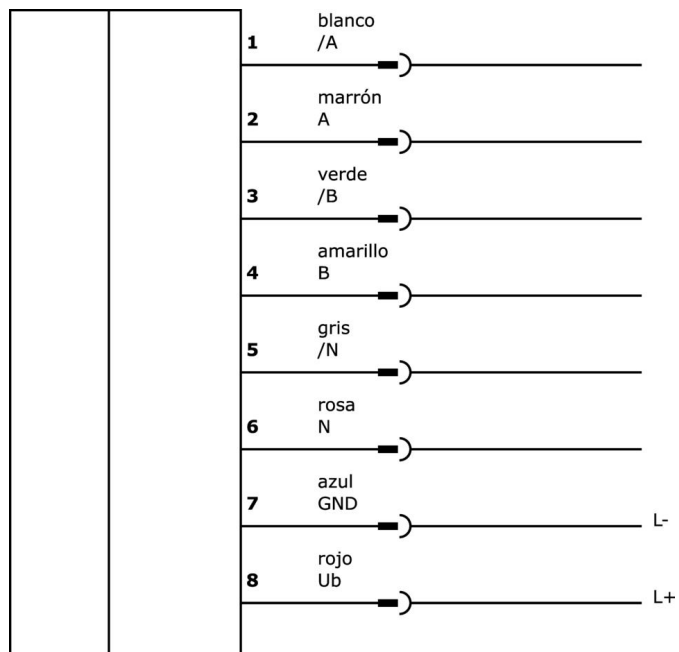 blanco
1 /A
marrón
2 A
verde
3 /B
amarillo
4 B
gris
5 /N
rosa
6 N
azul
7 GND
L-
rojo
8 Ub
L+